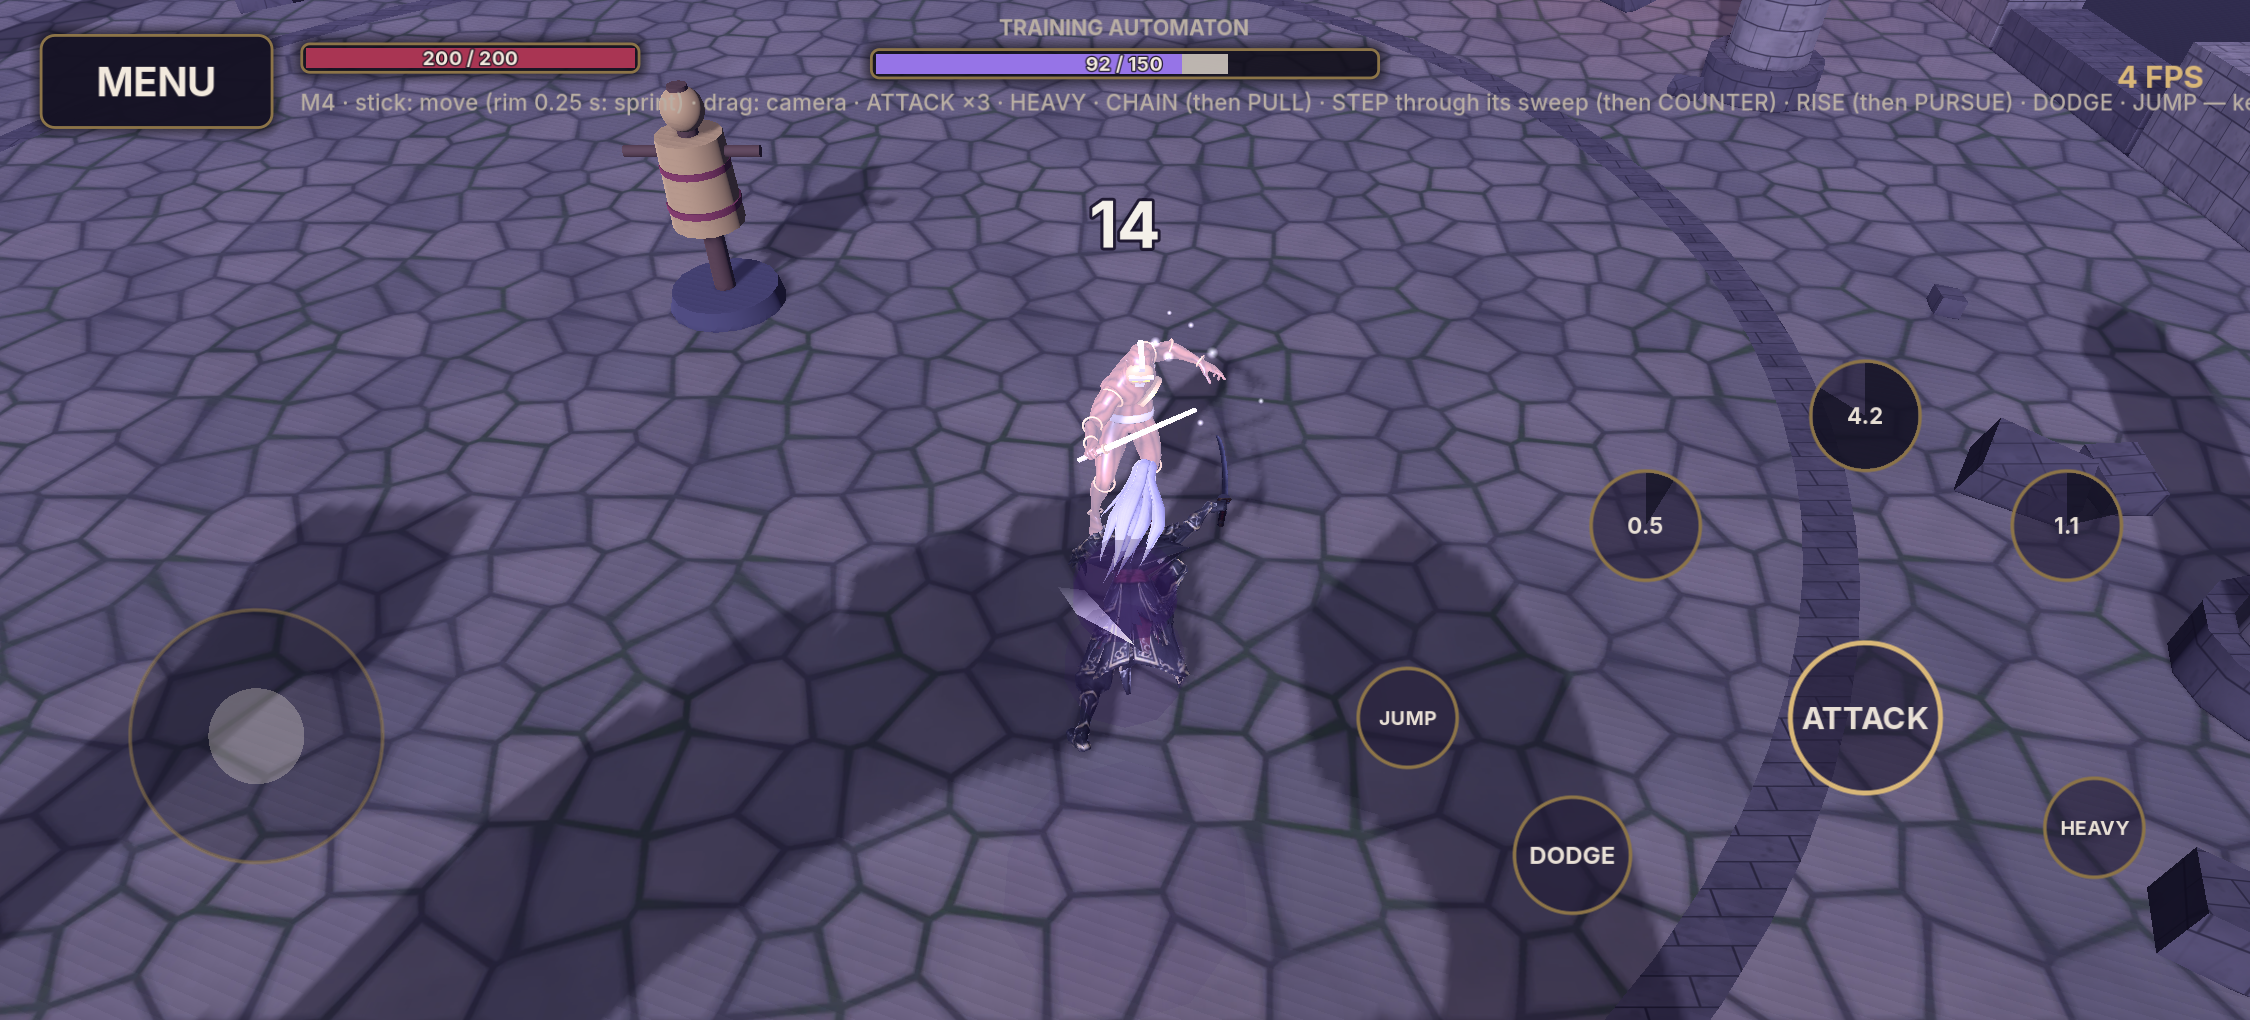 TRAINING AUTOMATON
MENU
200 / 200
92 / 150
4 FPS
M4 · stick: move (rim 0.25 s: sprint) · drag: camera · ATTACK ×3 · HEAVY · CHAIN (then PULL) · STEP through its sweep (then COUNTER) · RISE (then PURSUE) · DODGE · JUMP — ke
14
4.2
0.5
1.1
JUMP
ATTACK
HEAVY
DODGE